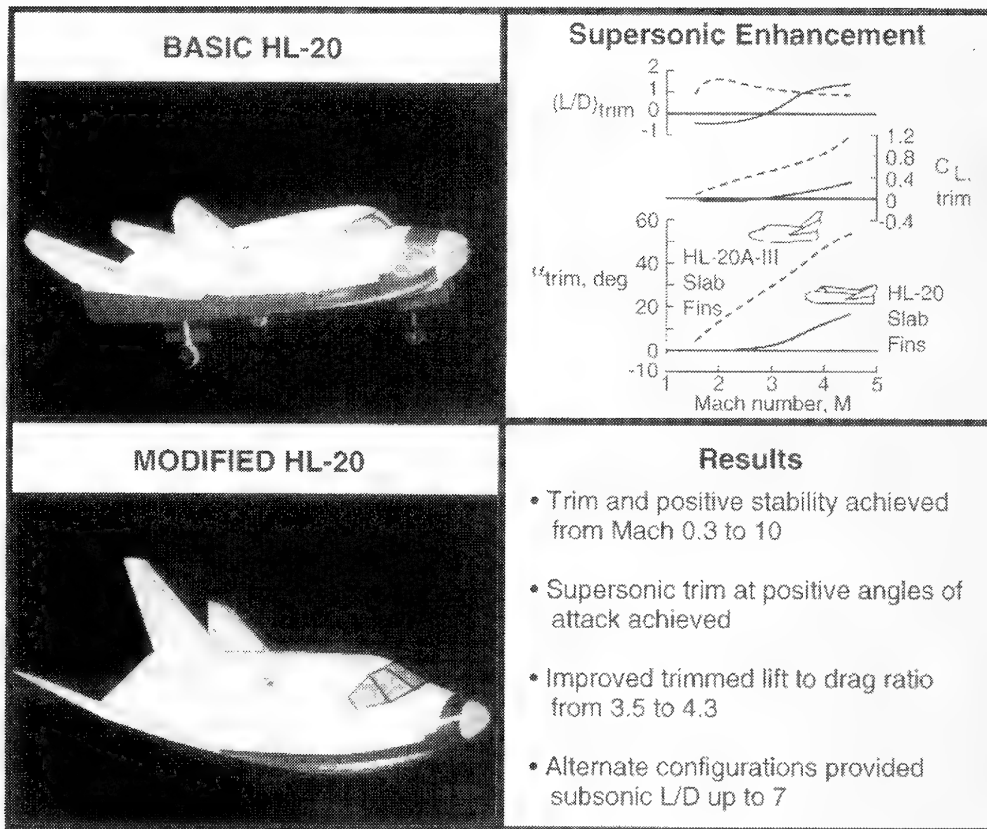 BASIC HL-20
Supersonic Enhancement
(L/D)trim
2
1
0
-1
1.2
0.8
0.4
0
-0.4
C L,
trim
60
40
20
0
-10
αtrim, deg
HL-20A-III
Slab
Fins
HL-20
Slab
Fins
1 2 3 4 5
Mach number, M
MODIFIED HL-20
Results
• Trim and positive stability achieved
from Mach 0.3 to 10
• Supersonic trim at positive angles of
attack achieved
• Improved trimmed lift to drag ratio
from 3.5 to 4.3
• Alternate configurations provided
subsonic L/D up to 7